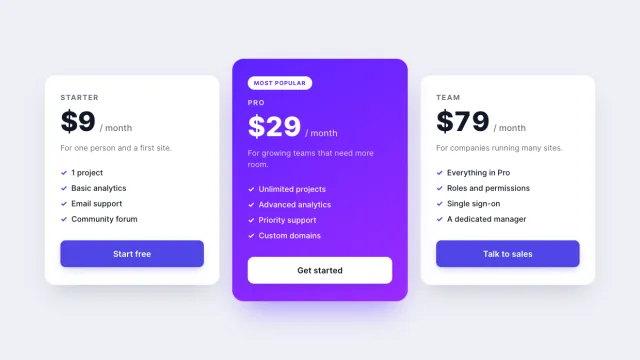 STARTER
$9 / month
For one person and a first site.
✓ 1 project
✓ Basic analytics
✓ Email support
✓ Community forum
Start free
MOST POPULAR
PRO
$29 / month
For growing teams that need more
room.
✓ Unlimited projects
✓ Advanced analytics
✓ Priority support
✓ Custom domains
Get started
TEAM
$79 / month
For companies running many sites.
✓ Everything in Pro
✓ Roles and permissions
✓ Single sign-on
✓ A dedicated manager
Talk to sales